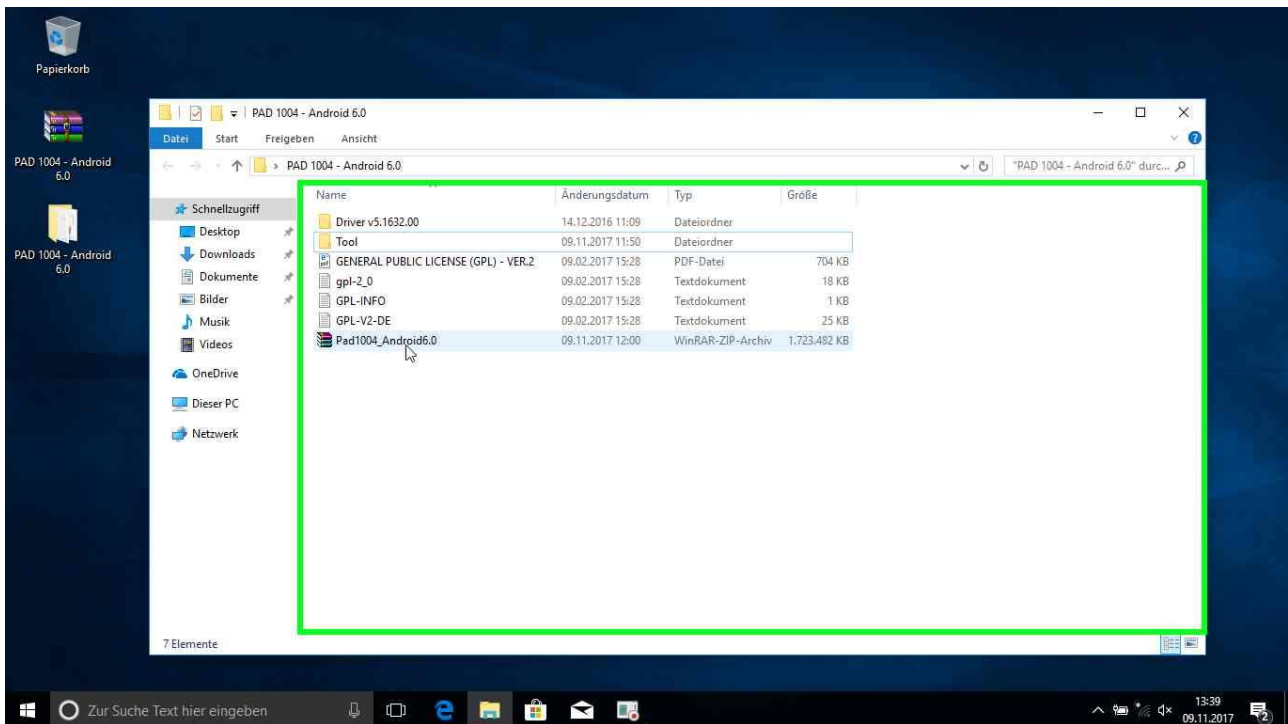 Papierkorb
PAD 1004 - Android
6.0
PAD 1004 - Android
6.0
PAD 1004 - Android 6.0
Datei Start Freigeben Ansicht
PAD 1004 - Android 6.0
"PAD 1004 - Android 6.0" durc...
Schnellzugriff
Desktop
Downloads
Dokumente
Bilder
Musik
Videos
OneDrive
Dieser PC
Netzwerk
Name Änderungsdatum Typ Größe
Driver v5.1632.00 14.12.2016 11:09 Dateiordner
Tool 09.11.2017 11:50 Dateiordner
GENERAL PUBLIC LICENSE (GPL) - VER.2 09.02.2017 15:28 PDF-Datei 704 KB
gpl-2_0 09.02.2017 15:28 Textdokument 18 KB
GPL-INFO 09.02.2017 15:28 Textdokument 1 KB
GPL-V2-DE 09.02.2017 15:28 Textdokument 25 KB
Pad1004_Android6.0 09.11.2017 12:00 WinRAR-ZIP-Archiv 1.723.482 KB
7 Elemente
Zur Suche Text hier eingeben
13:39
09.11.2017
2